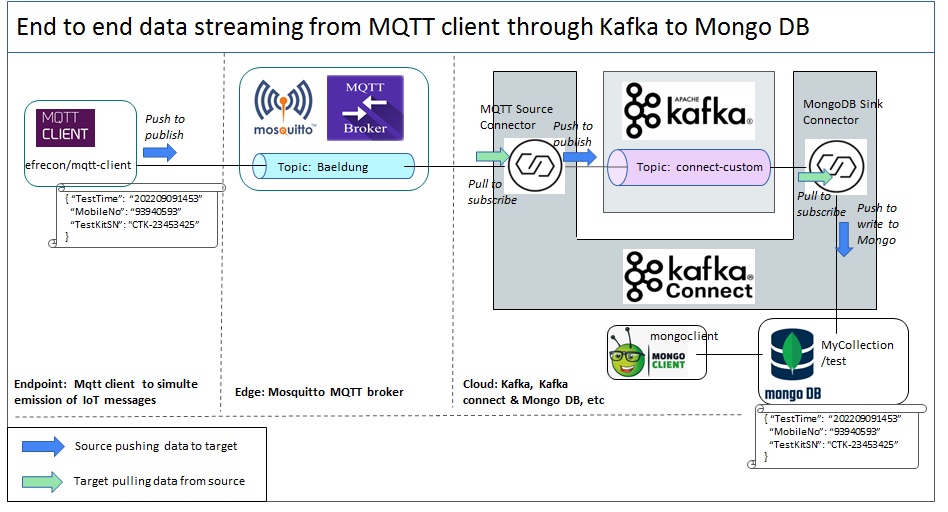 End to end data streaming from MQTT client through Kafka to Mongo DB
MQTT
CLIENT
efrecon/mqtt-client
Push to
publish
{ “TestTime”: “202209091453”
“MobileNo”: “93940593”
“TestKitSN”: “CTK-23453425”
}
mosquitto™
MQTT
Broker
Topic: Baeldung
MQTT Source
Connector
Push to
publish
Pull to
subscribe
APACHE
kafka®
Topic: connect-custom
MongoDB Sink
Connector
Pull to
subscribe
Push to
write to
Mongo
kafka®
Connect
mongoclient
MONGO
CLIENT
MyCollection
/test
mongo DB
{ “TestTime”: “202209091453”
“MobileNo”: “93940593”
“TestKitSN”: “CTK-23453425”
}
Endpoint: Mqtt client to simulte
emission of IoT messages
Edge: Mosquitto MQTT broker
Cloud: Kafka, Kafka
connect & Mongo DB, etc
Source pushing data to target
Target pulling data from source